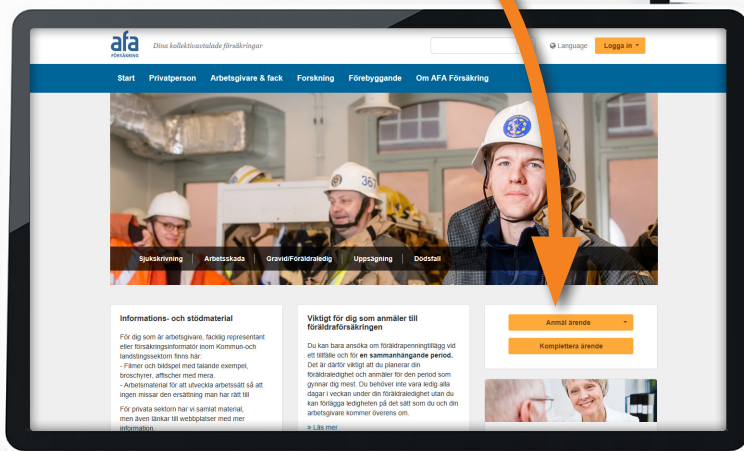 afa
FÖRSÄKRING
Dina kollektivavtalade försäkringar
Language
Logga in
Start Privatperson Arbetsgivare & fack Forskning Förebyggande Om AFA Försäkring
367
Sjukskrivning Arbetsskada Gravid/Föräldraledig Uppsägning Dödsfall
Informations- och stödmaterial
För dig som är arbetsgivare, facklig representant
eller försäkringsinformatör inom Kommun-och
landstingssektorn finns här:
- Filmer och bildspel med talande exempel,
broschyrer, affischer med mera.
- Arbetsmaterial för att utveckla arbetssätt så att
ingen missar den ersättning man har rätt till
För privata sektorn har vi samlat material,
men även länkar till webbplatser med mer
information
Viktigt för dig som anmäler till
föräldraförsäkringen
Du kan bara ansöka om föräldrapenningtillägg vid
ett tillfälle och för en sammanhängande period.
Det är därför viktigt att du planerar din
föräldraledighet och anmäler för den period som
gynnar dig mest. Du behöver inte vara ledig alla
dagar i veckan under din föräldraledighet utan du
kan förlägga ledigheten på det sätt som du och din
arbetsgivare kommer överens om.
» Läs mer
Anmäl ärende
Komplettera ärende